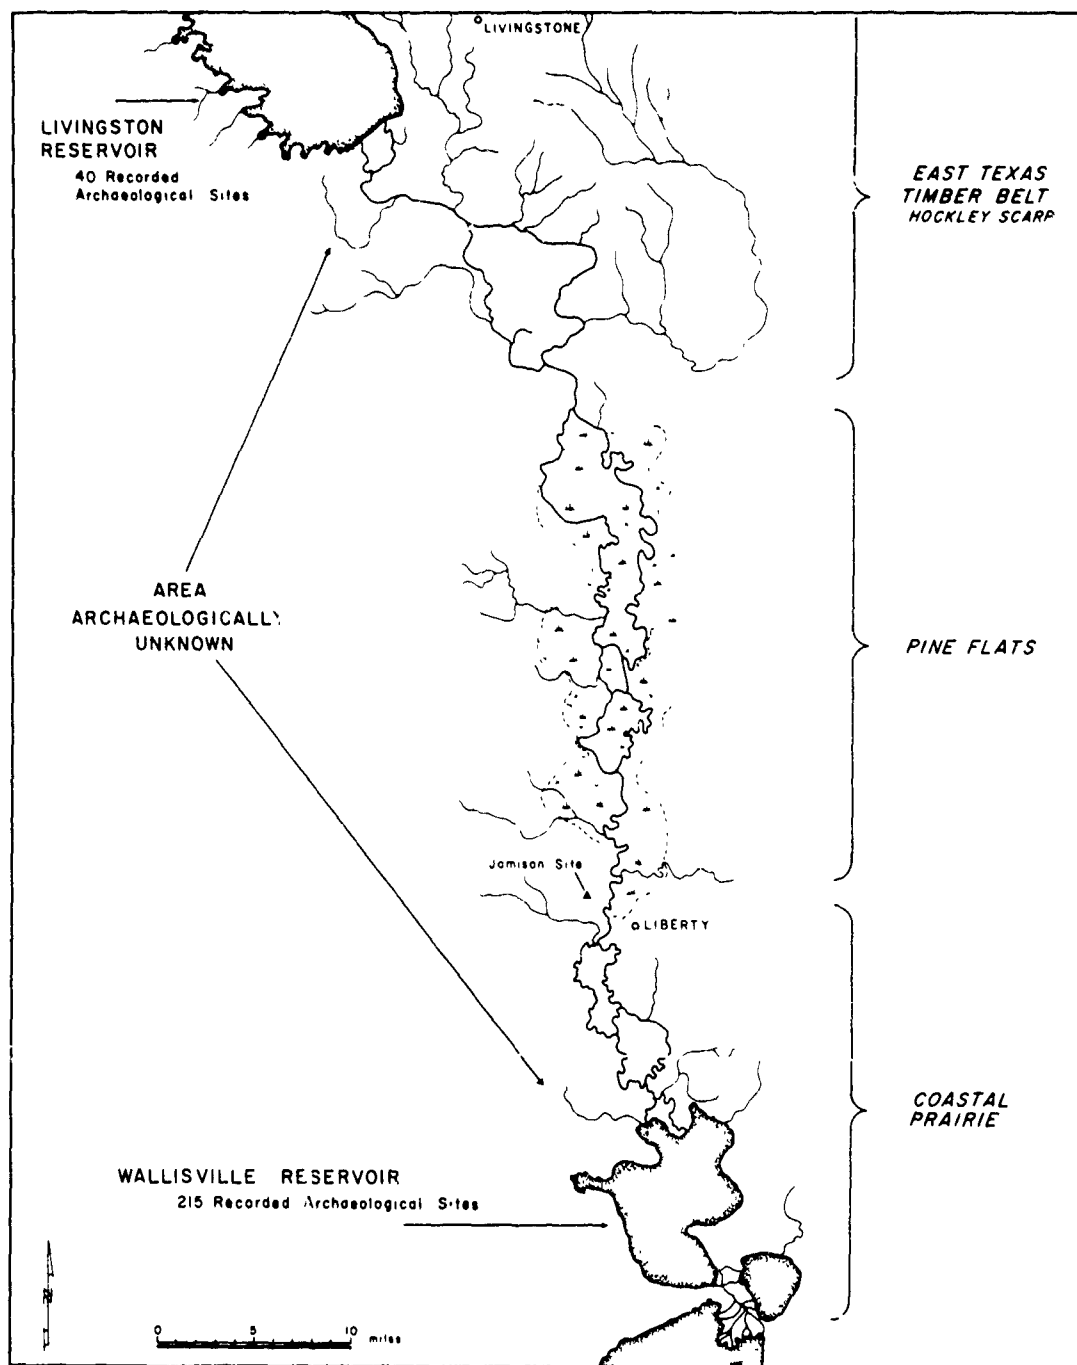 LIVINGSTONE
LIVINGSTON
RESERVOIR
40 Recorded
Archaeological Sites
EAST TEXAS
TIMBER BELT
HOCKLEY SCARP
AREA
ARCHAEOLOGICALLY
UNKNOWN
PINE FLATS
Jamison Site
LIBERTY
COASTAL
PRAIRIE
WALLISVILLE RESERVOIR
215 Recorded Archaeological Sites
N
0 5 10 miles